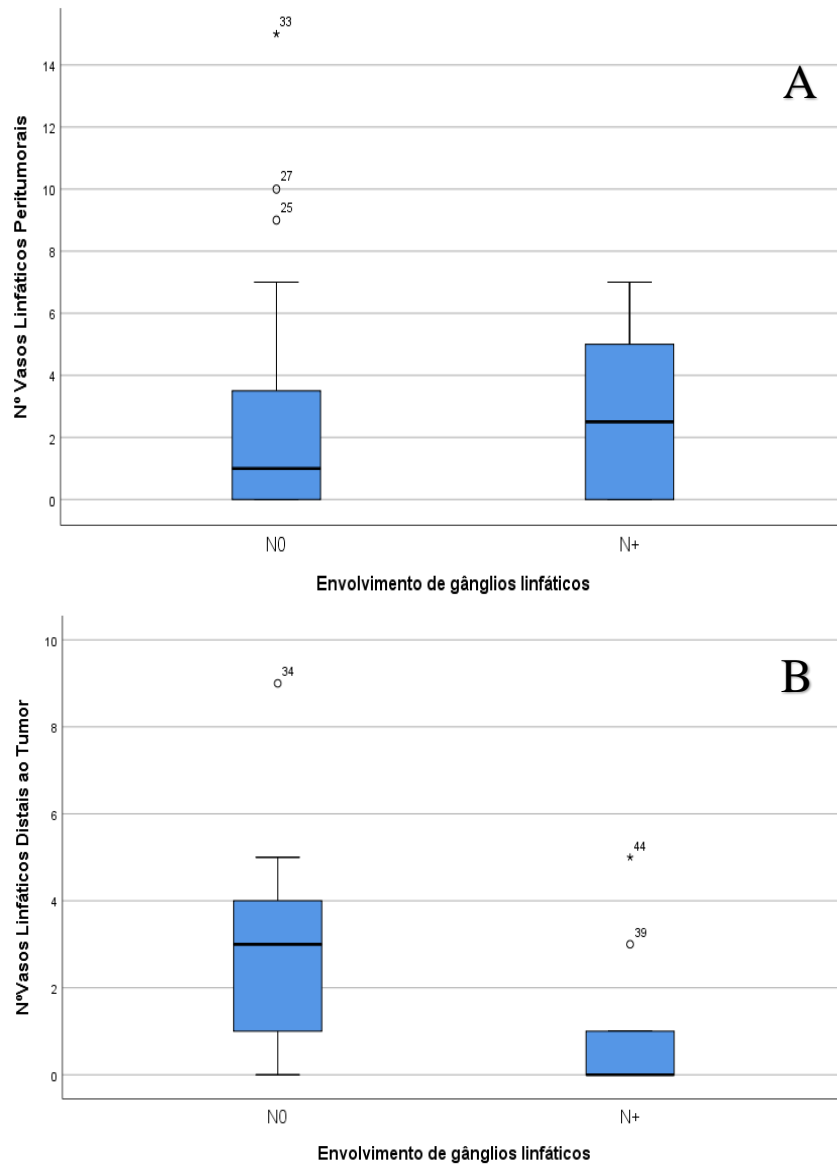 A
Nº Vasos Linfáticos Peritumorais
14
12
10
8
6
4
2
0
33
*
27
25
N0
N+
Envolvimento de gânglios linfáticos
B
NºVasos Linfáticos Distais ao Tumor
10
8
6
4
2
0
34
44
*
39
N0
N+
Envolvimento de gânglios linfáticos